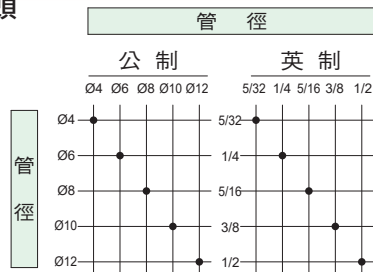 管 徑
公 制 英 制
Ø4 Ø6 Ø8 Ø10 Ø12 5/32 1/4 5/16 3/8 1/2
管
徑
Ø4 5/32
Ø6 1/4
Ø8 5/16
Ø10 3/8
Ø12 1/2